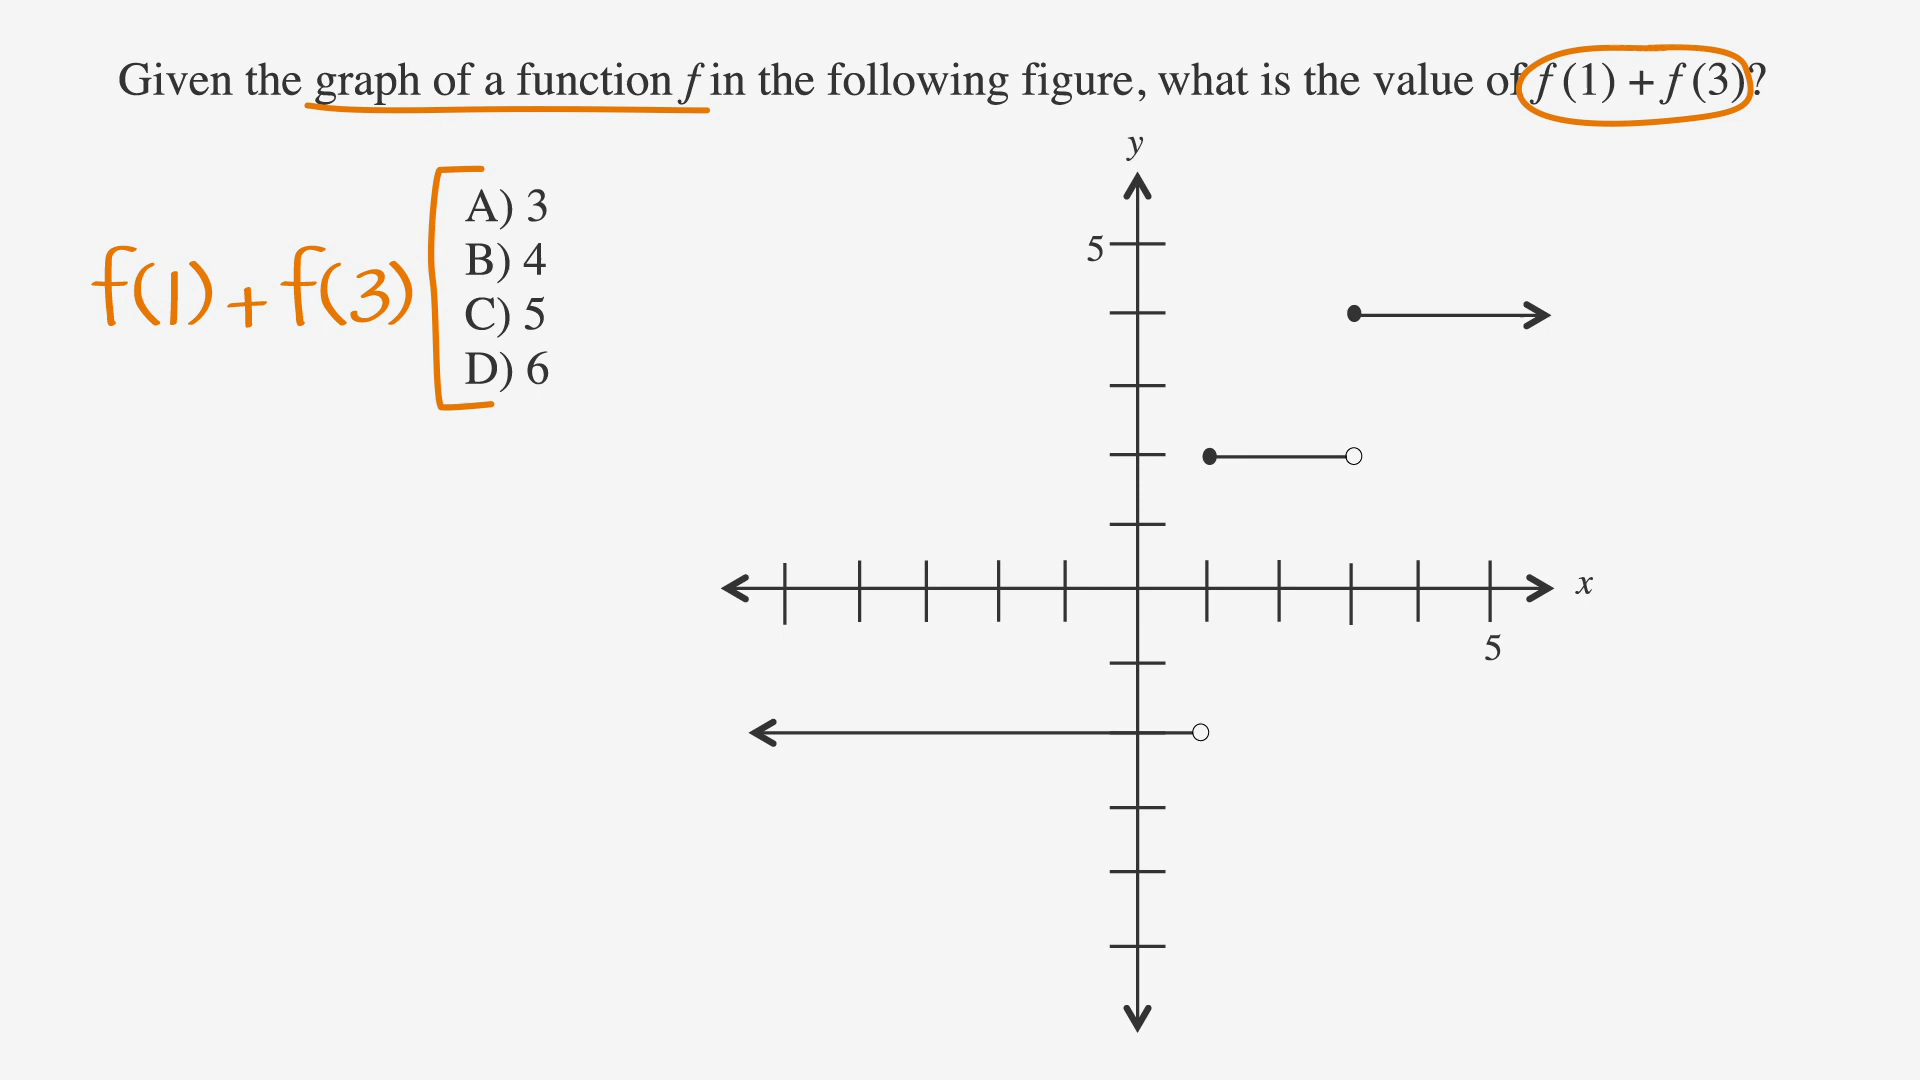 Given the graph of a function f in the following figure, what is the value of f (1) + f (3)?
A) 3
B) 4
C) 5
D) 6
f(1) + f(3)
y
5
x
5